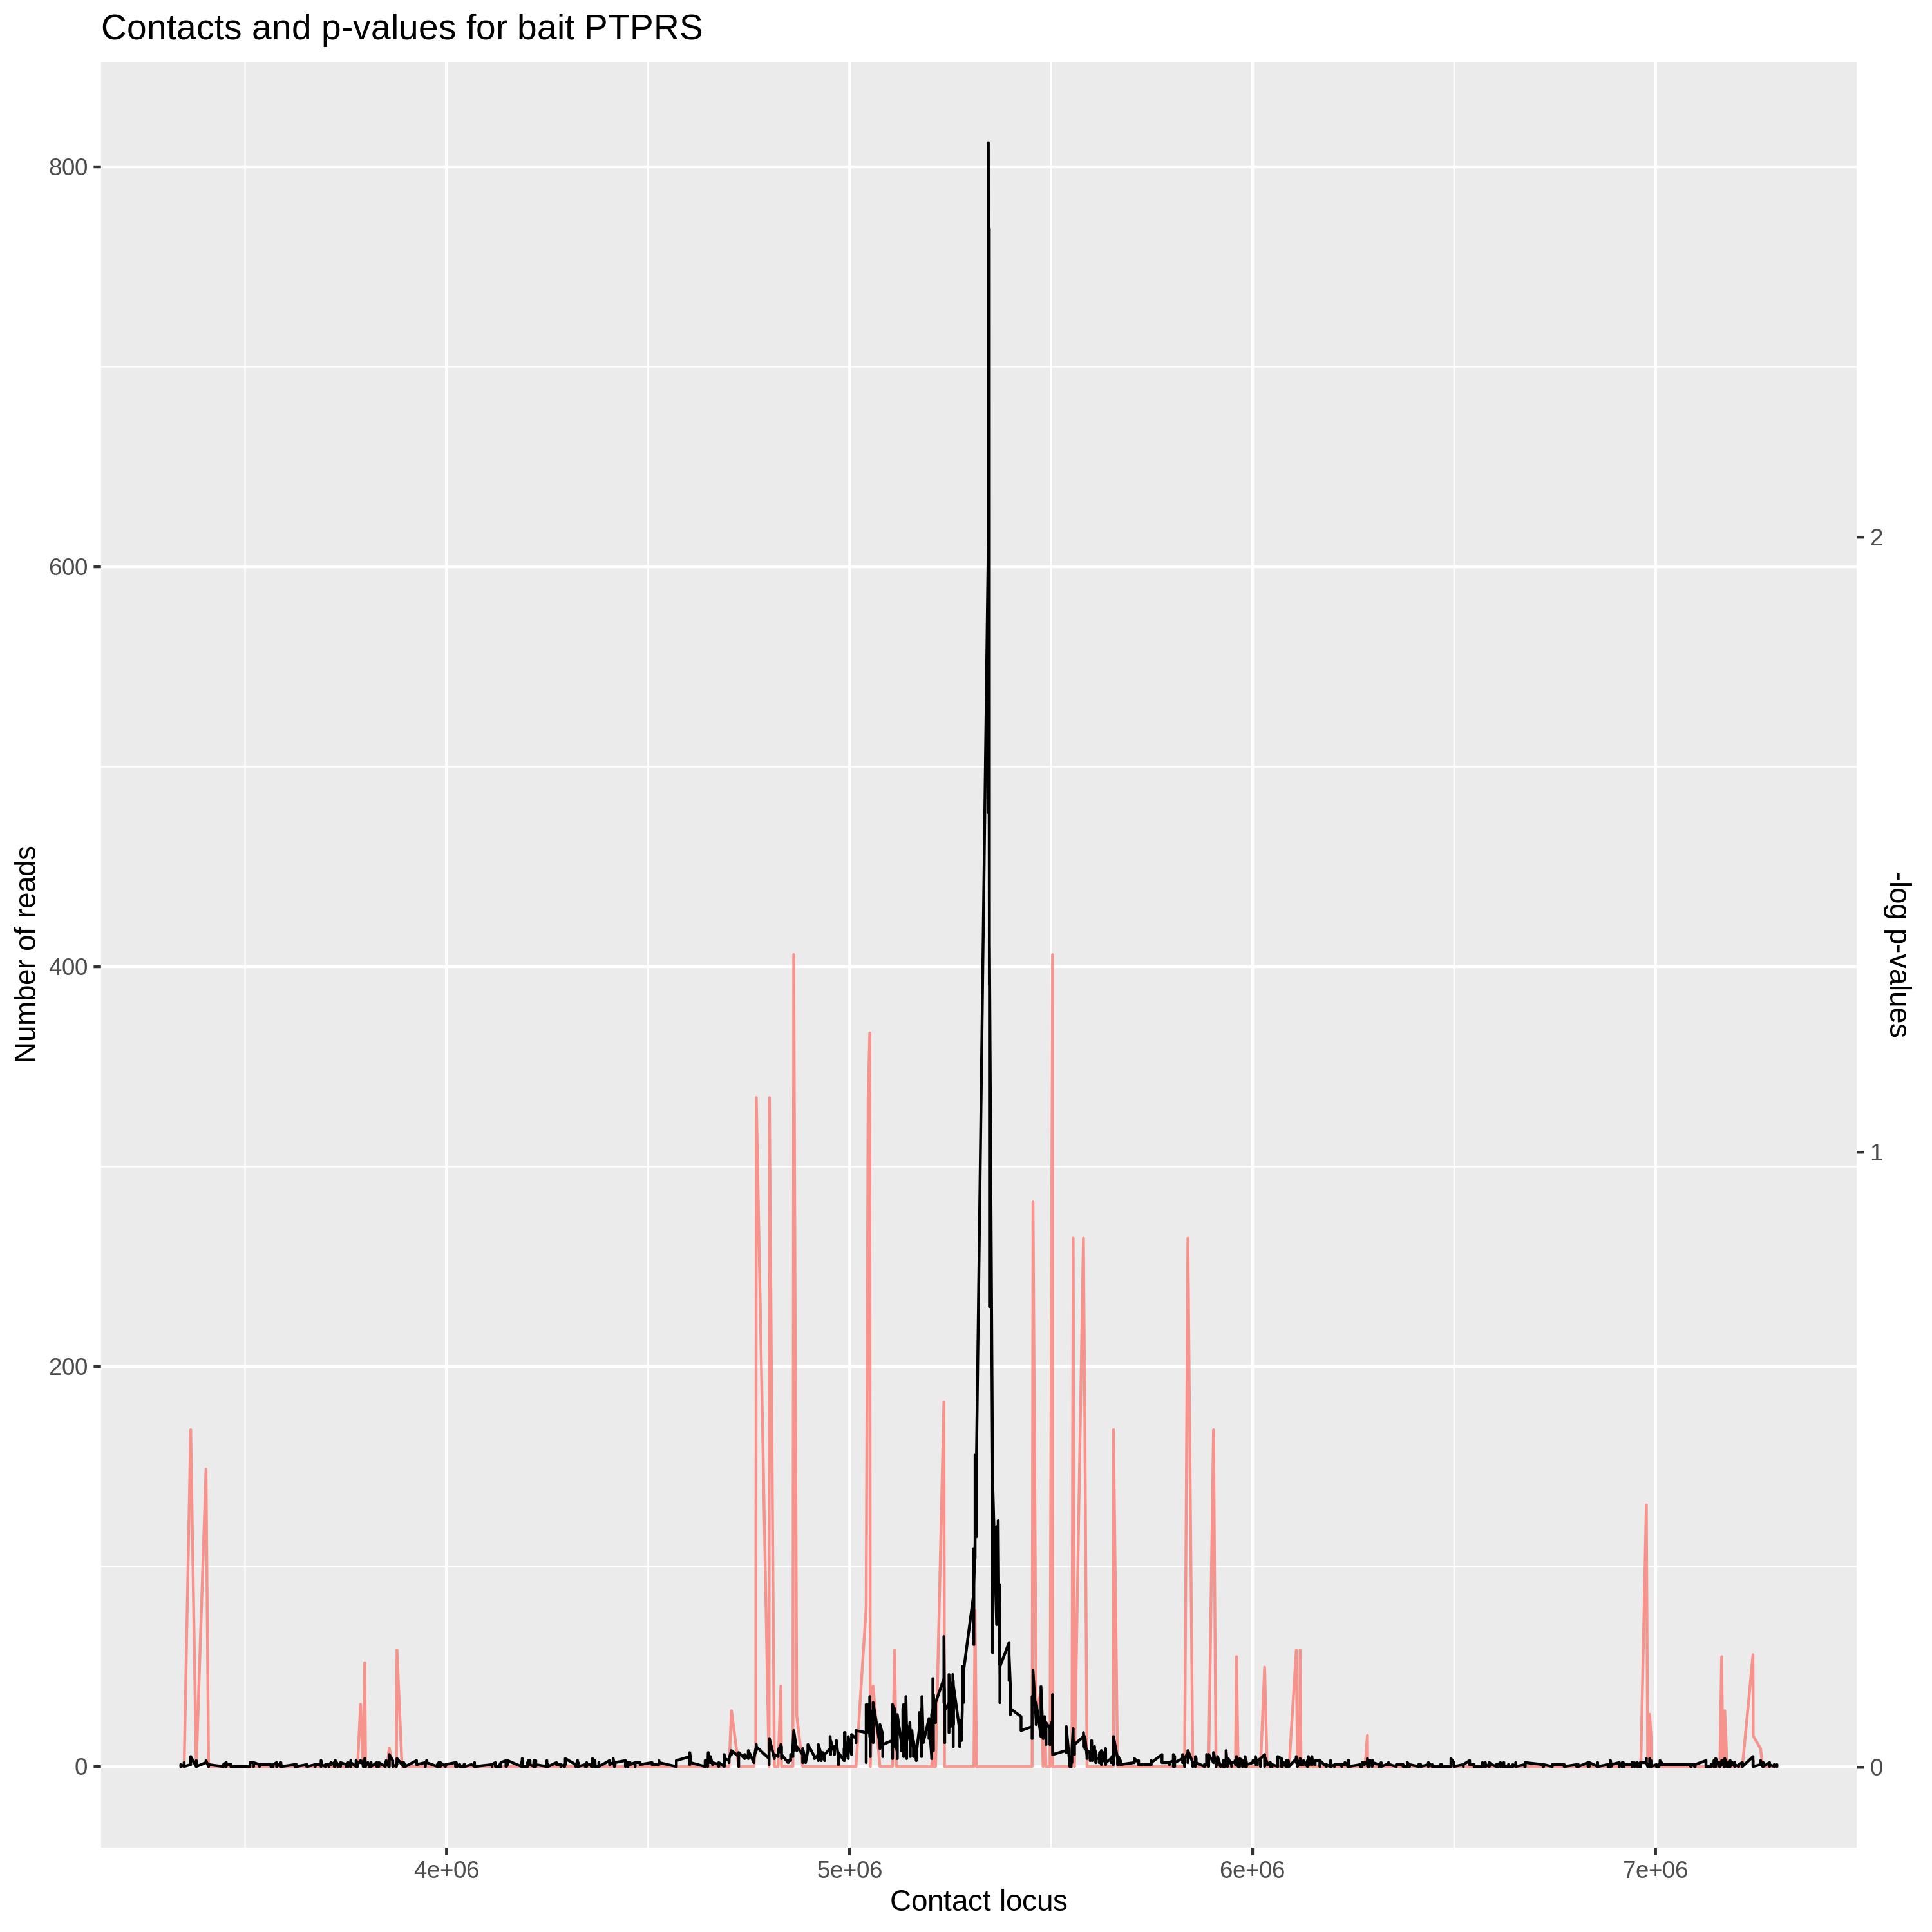 Contacts and p-values for bait PTPRS
800
600
400
200
0
Number of reads
2
1
0
-log p-values
4e+06
5e+06
6e+06
7e+06
Contact locus